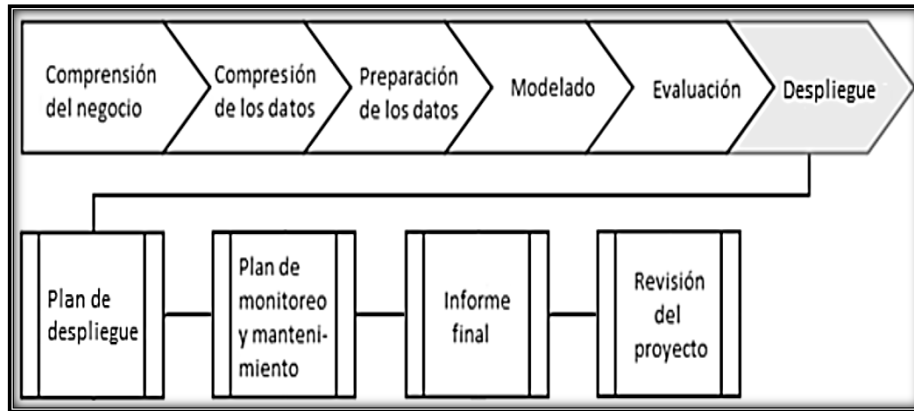 Comprensión
del negocio
Compresión
de los datos
Preparación
de los datos
Modelado
Evaluación
Despliegue
Plan de
despliegue
Plan de
monitoreo
y manteni-
miento
Informe
final
Revisión
del
proyecto